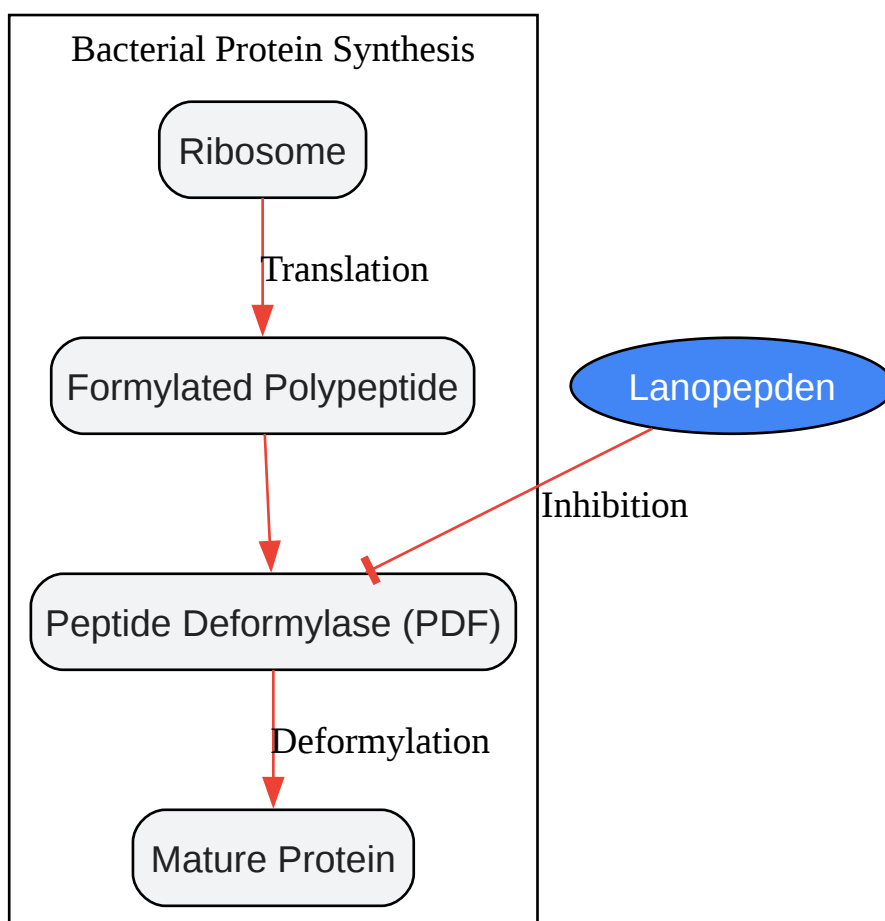 Bacterial Protein Synthesis
Ribosome
Translation
Formylated Polypeptide
Lanopepden
Inhibition
Peptide Deformylase (PDF)
Deformylation
Mature Protein